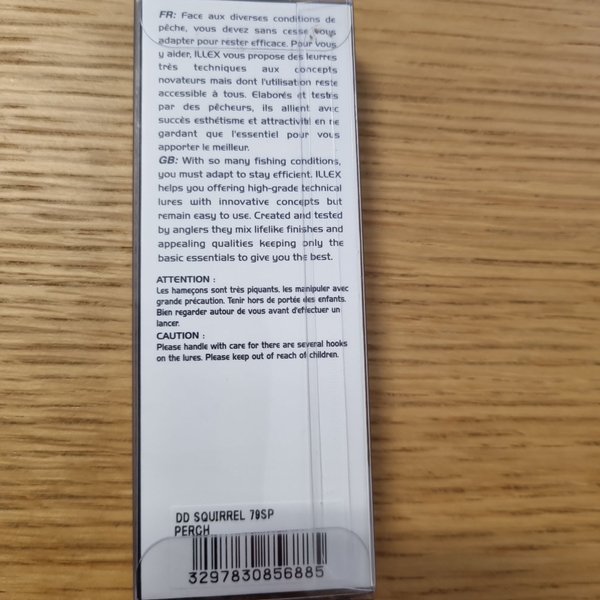 FR: Face aux diverses conditions de
pêche, vous devez sans cesse vous
adapter pour rester efficace. Pour vous
y aider, ILLEX vous propose des leurres
très techniques aux concepts
novateurs mais dont l'utilisation reste
accessible à tous. Elaborés et testés
par des pêcheurs, ils allient avec
succès esthétisme et attractivité en ne
gardant que l'essentiel pour vous
apporter le meilleur.
GB: With so many fishing conditions,
you must adapt to stay efficient. ILLEX
helps you offering high-grade technical
lures with innovative concepts but
remain easy to use. Created and tested
by anglers they mix lifelike finishes and
appealing qualities keeping only the
basic essentials to give you the best.
ATTENTION :
Les hameçons sont très piquants, les manipuler avec
grande précaution. Tenir hors de portée des enfants.
Bien regarder autour de vous avant d'effectuer un
lancer.
CAUTION :
Please handle with care for there are several hooks
on the lures. Please keep out of reach of children.
DD SQUIRREL 79SP
PERCH
3297830856885